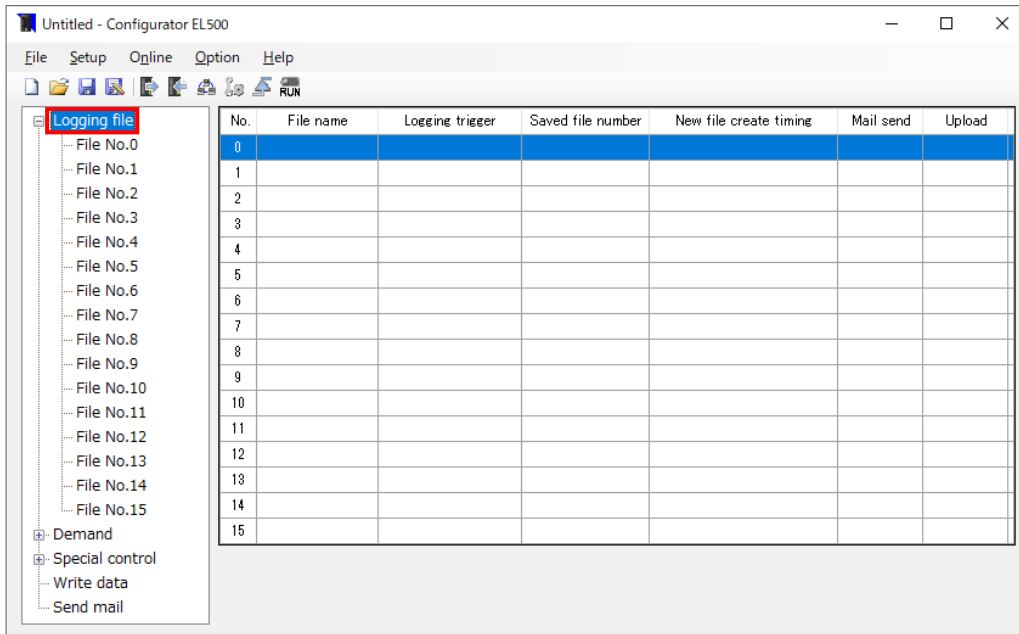 Untitled - Configurator EL500
File Setup Online Option Help
RUN
Logging file
File No.0
File No.1
File No.2
File No.3
File No.4
File No.5
File No.6
File No.7
File No.8
File No.9
File No.10
File No.11
File No.12
File No.13
File No.14
File No.15
Demand
Special control
Write data
Send mail
No. File name Logging trigger Saved file number New file create timing Mail send Upload
0
1
2
3
4
5
6
7
8
9
10
11
12
13
14
15